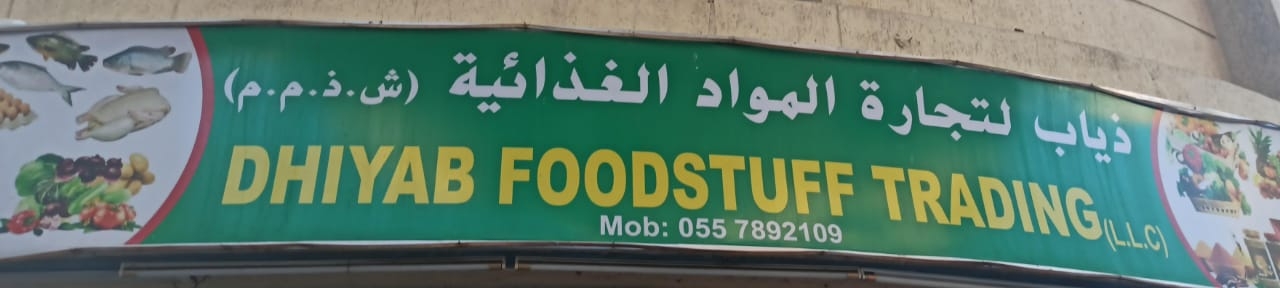 ذياب لتجارة المواد الغذائية (ش.ذ.م.م)
DHIYAB FOODSTUFF TRADING (L.L.C)
Mob: 055 7892109